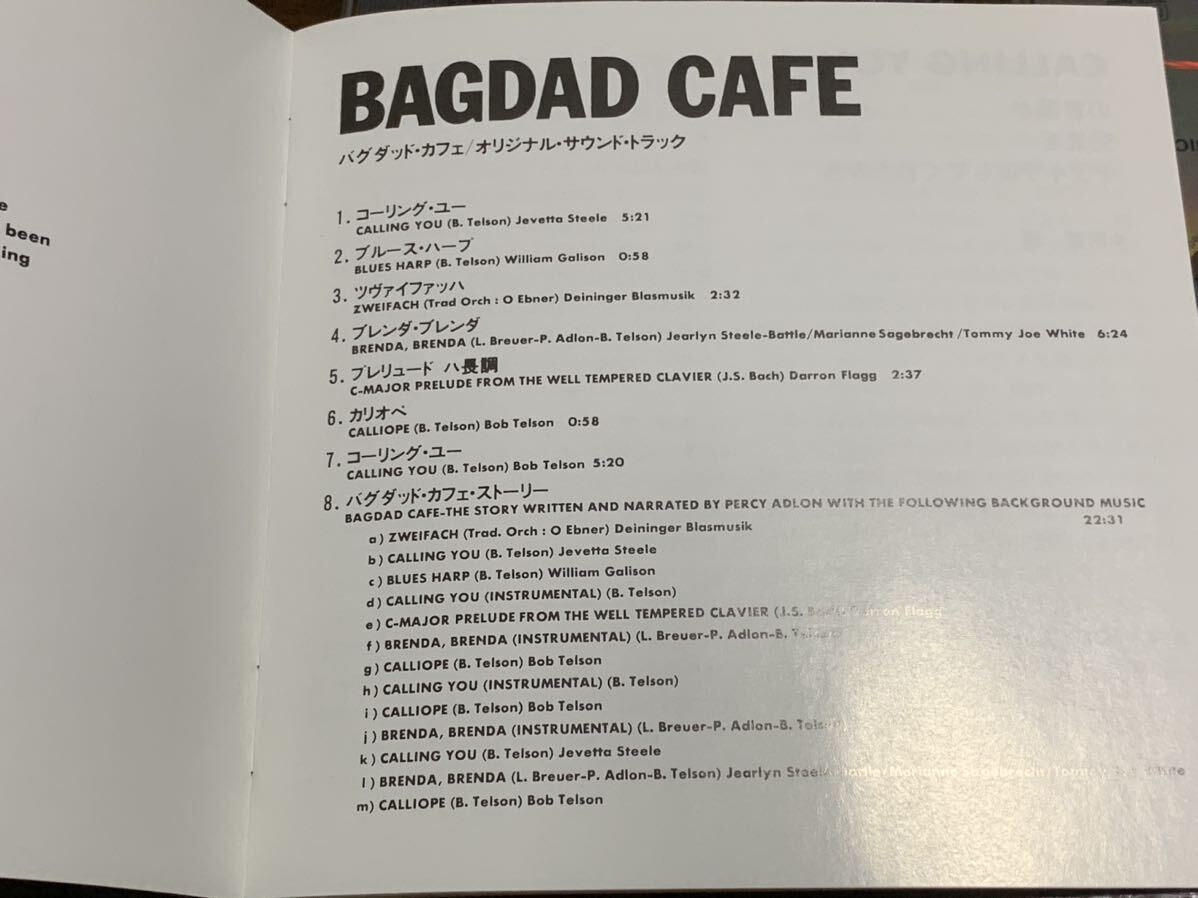 e
been
ing
BAGDAD CAFE
バグダッド・カフェ/オリジナル・サウンド・トラック
1. コーリング・ユー
CALLING YOU (B. Telson) Jevetta Steele 5:21
2. ブルース・ハープ
BLUES HARP (B. Telson) William Galison 0:58
3. ツヴァイファッハ
ZWEIFACH (Trad Orch : O Ebner) Deininger Blasmusik 2:32
4. ブレンダ・ブレンダ
BRENDA, BRENDA (L. Breuer-P. Adlon-B. Telson) Jearlyn Steele-Battle/Marianne Sagebrecht /Tommy Joe White 6:24
5. プレリュード ハ長調
C-MAJOR PRELUDE FROM THE WELL TEMPERED CLAVIER (J.S. Bach) Darron Flagg 2:37
6. カリオペ
CALLIOPE (B. Telson) Bob Telson 0:58
7. コーリング・ユー
CALLING YOU (B. Telson) Bob Telson 5:20
8. バグダッド・カフェ・ストーリー
BAGDAD CAFE-THE STORY WRITTEN AND NARRATED BY PERCY ADLON WITH THE FOLLOWING BACKGROUND MUSIC
22:31
a) ZWEIFACH (Trad. Orch : O Ebner) Deininger Blasmusik
b) CALLING YOU (B. Telson) Jevetta Steele
c) BLUES HARP (B. Telson) William Galison
d) CALLING YOU (INSTRUMENTAL) (B. Telson)
e) C-MAJOR PRELUDE FROM THE WELL TEMPERED CLAVIER (J.S. Bach) Darron Flagg
f) BRENDA, BRENDA (INSTRUMENTAL) (L. Breuer-P. Adlon-B. Telson)
g) CALLIOPE (B. Telson) Bob Telson
h) CALLING YOU (INSTRUMENTAL) (B. Telson)
i) CALLIOPE (B. Telson) Bob Telson
j) BRENDA, BRENDA (INSTRUMENTAL) (L. Breuer-P. Adlon-B. Telson)
k) CALLING YOU (B. Telson) Jevetta Steele
l) BRENDA, BRENDA (L. Breuer-P. Adlon-B. Telson) Jearlyn Steele-Battle/Marianne Sagebrecht/Tommy Joe White
m) CALLIOPE (B. Telson) Bob Telson